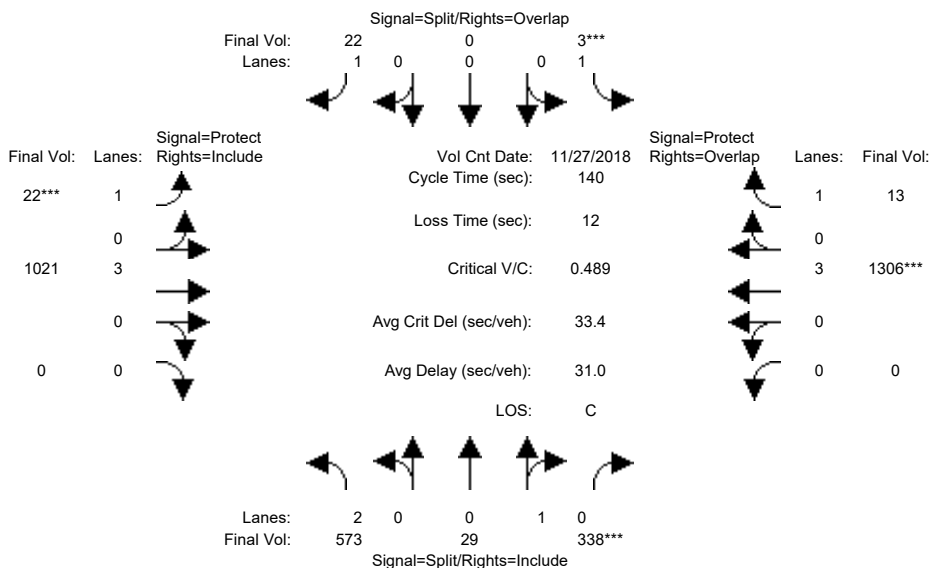 Signal=Split/Rights=Overlap
Final Vol: 22 0 3***
Lanes: 1 0 0 0 1
Signal=Protect Signal=Protect
Final Vol: Lanes: Rights=Include Vol Cnt Date: 11/27/2018 Rights=Overlap Lanes: Final Vol:
Cycle Time (sec): 140
22*** 1 1 13
Loss Time (sec): 12
0 0
1021 3 Critical V/C: 0.489 3 1306***
0 Avg Crit Del (sec/veh): 33.4 0
0 0 Avg Delay (sec/veh): 31.0 0 0
LOS: C
Lanes: 2 0 0 1 0
Final Vol: 573 29 338***
Signal=Split/Rights=Include